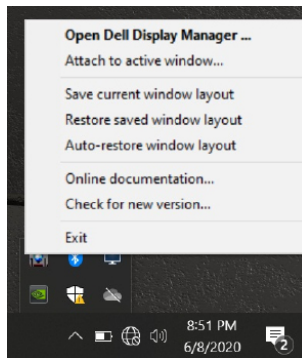 Open Dell Display Manager ...
Attach to active window...
Save current window layout
Restore saved window layout
Auto-restore window layout
Online documentation...
Check for new version...
Exit
8:51 PM
6/8/2020
2